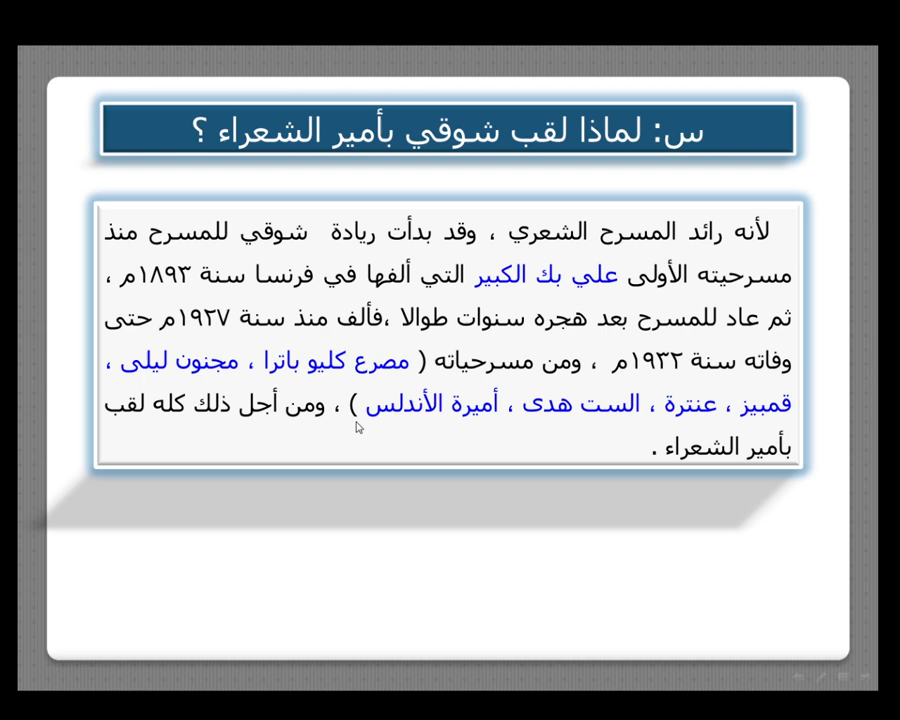 س: لماذا لقب شوقي بأمير الشعراء ؟
لأنه رائد المسرح الشعري ، وقد بدأت ريادة شوقي للمسرح منذ
مسرحيته الأولى علي بك الكبير التي ألفها في فرنسا سنة ١٨٩٣م ،
ثم عاد للمسرح بعد هجره سنوات طوالا ،فألف منذ سنة ١٩٢٧م حتى
وفاته سنة ١٩٣٢م ، ومن مسرحياته ( مصرع كليو باترا ، مجنون ليلى ،
قمبيز ، عنترة ، الست هدى ، أميرة الأندلس ) ، ومن أجل ذلك كله لقب
بأمير الشعراء .